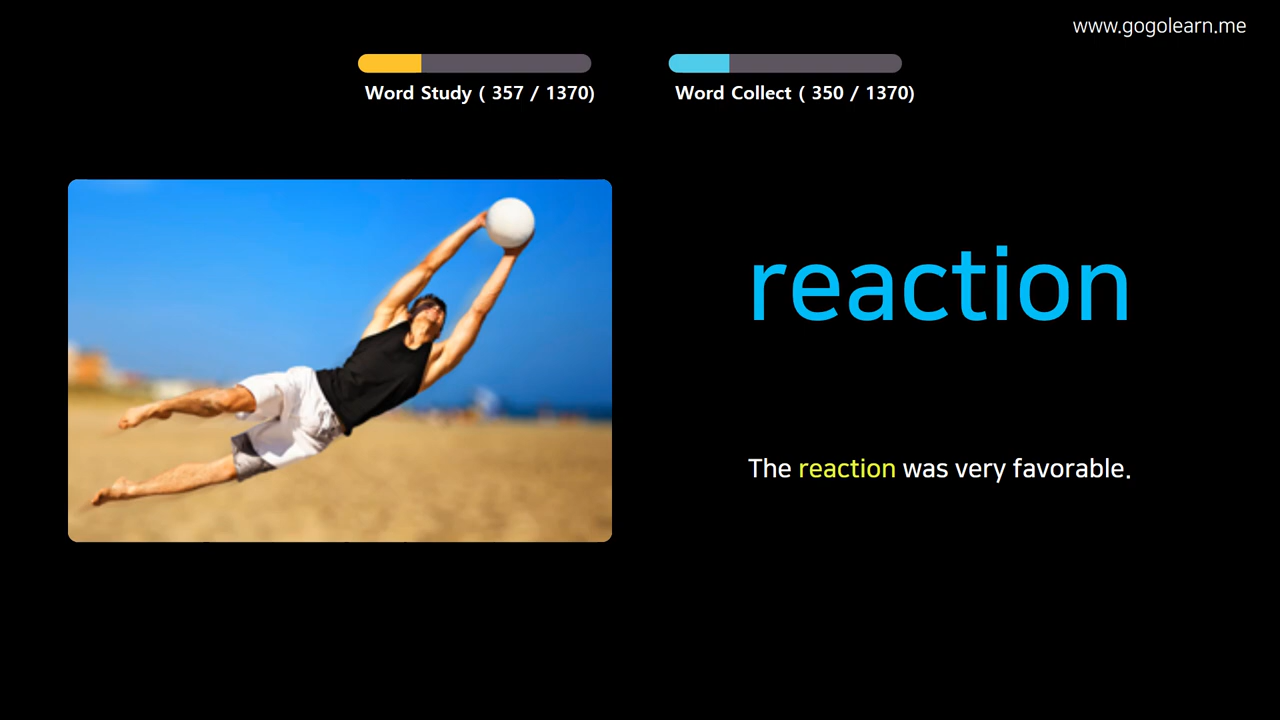 www.gogolearn.me
Word Study ( 357 / 1370)
Word Collect ( 350 / 1370)
reaction
The reaction was very favorable.